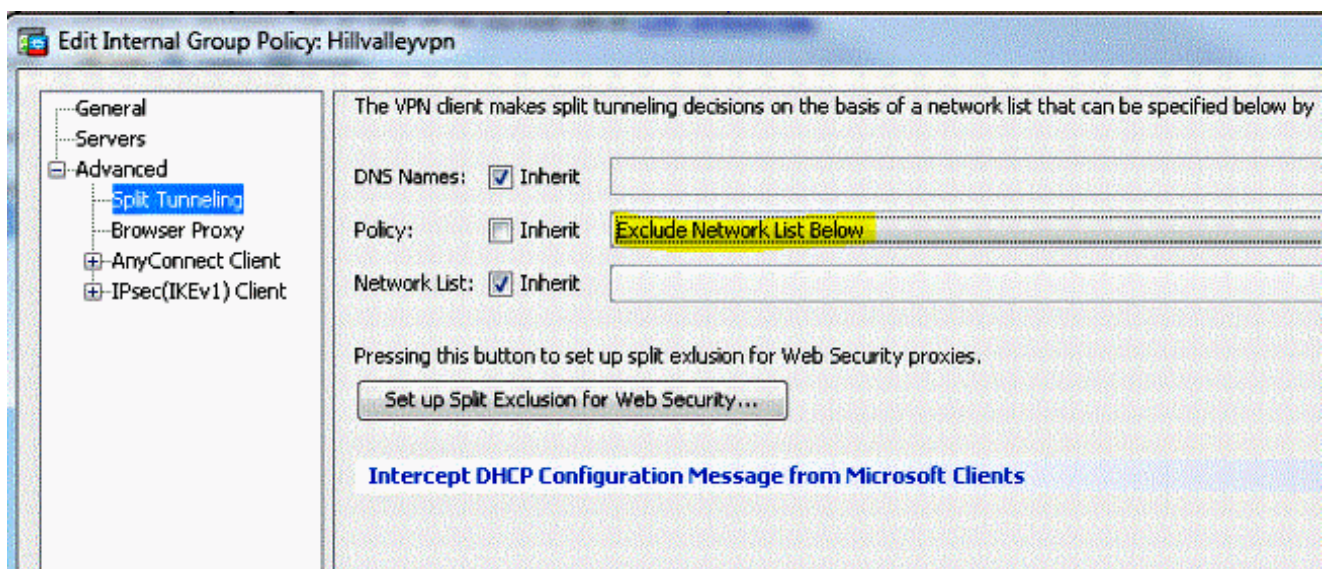 Edit Internal Group Policy: Hillvalleyvpn
General
Servers
Advanced
Split Tunneling
Browser Proxy
AnyConnect Client
IPsec(IKEv1) Client
The VPN client makes split tunneling decisions on the basis of a network list that can be specified below by
DNS Names: Inherit
Policy: Inherit Exclude Network List Below
Network List: Inherit
Pressing this button to set up split exlusion for Web Security proxies.
Set up Split Exclusion for Web Security...
Intercept DHCP Configuration Message from Microsoft Clients